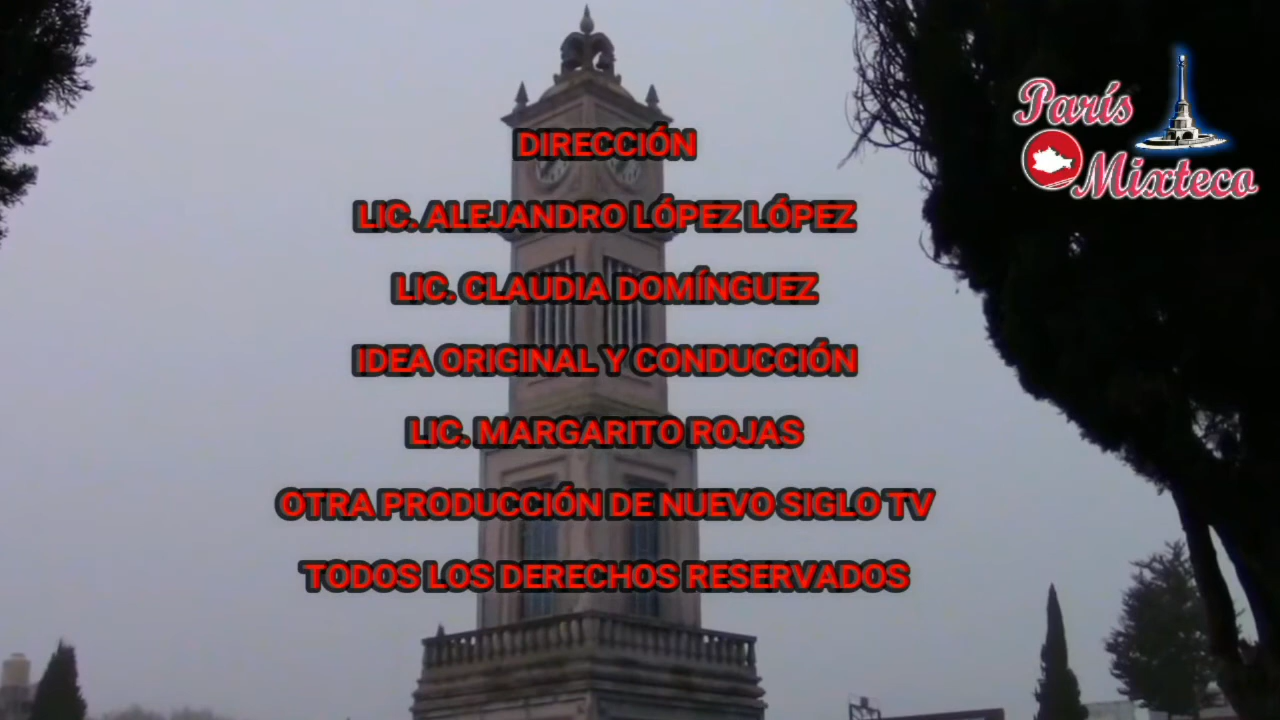 París
Mixteco
DIRECCIÓN
LIC. ALEJANDRO LÓPEZ LÓPEZ
LIC. CLAUDIA DOMÍNGUEZ
IDEA ORIGINAL Y CONDUCCIÓN
LIC. MARGARITO ROJAS
OTRA PRODUCCIÓN DE NUEVO SIGLO TV
TODOS LOS DERECHOS RESERVADOS